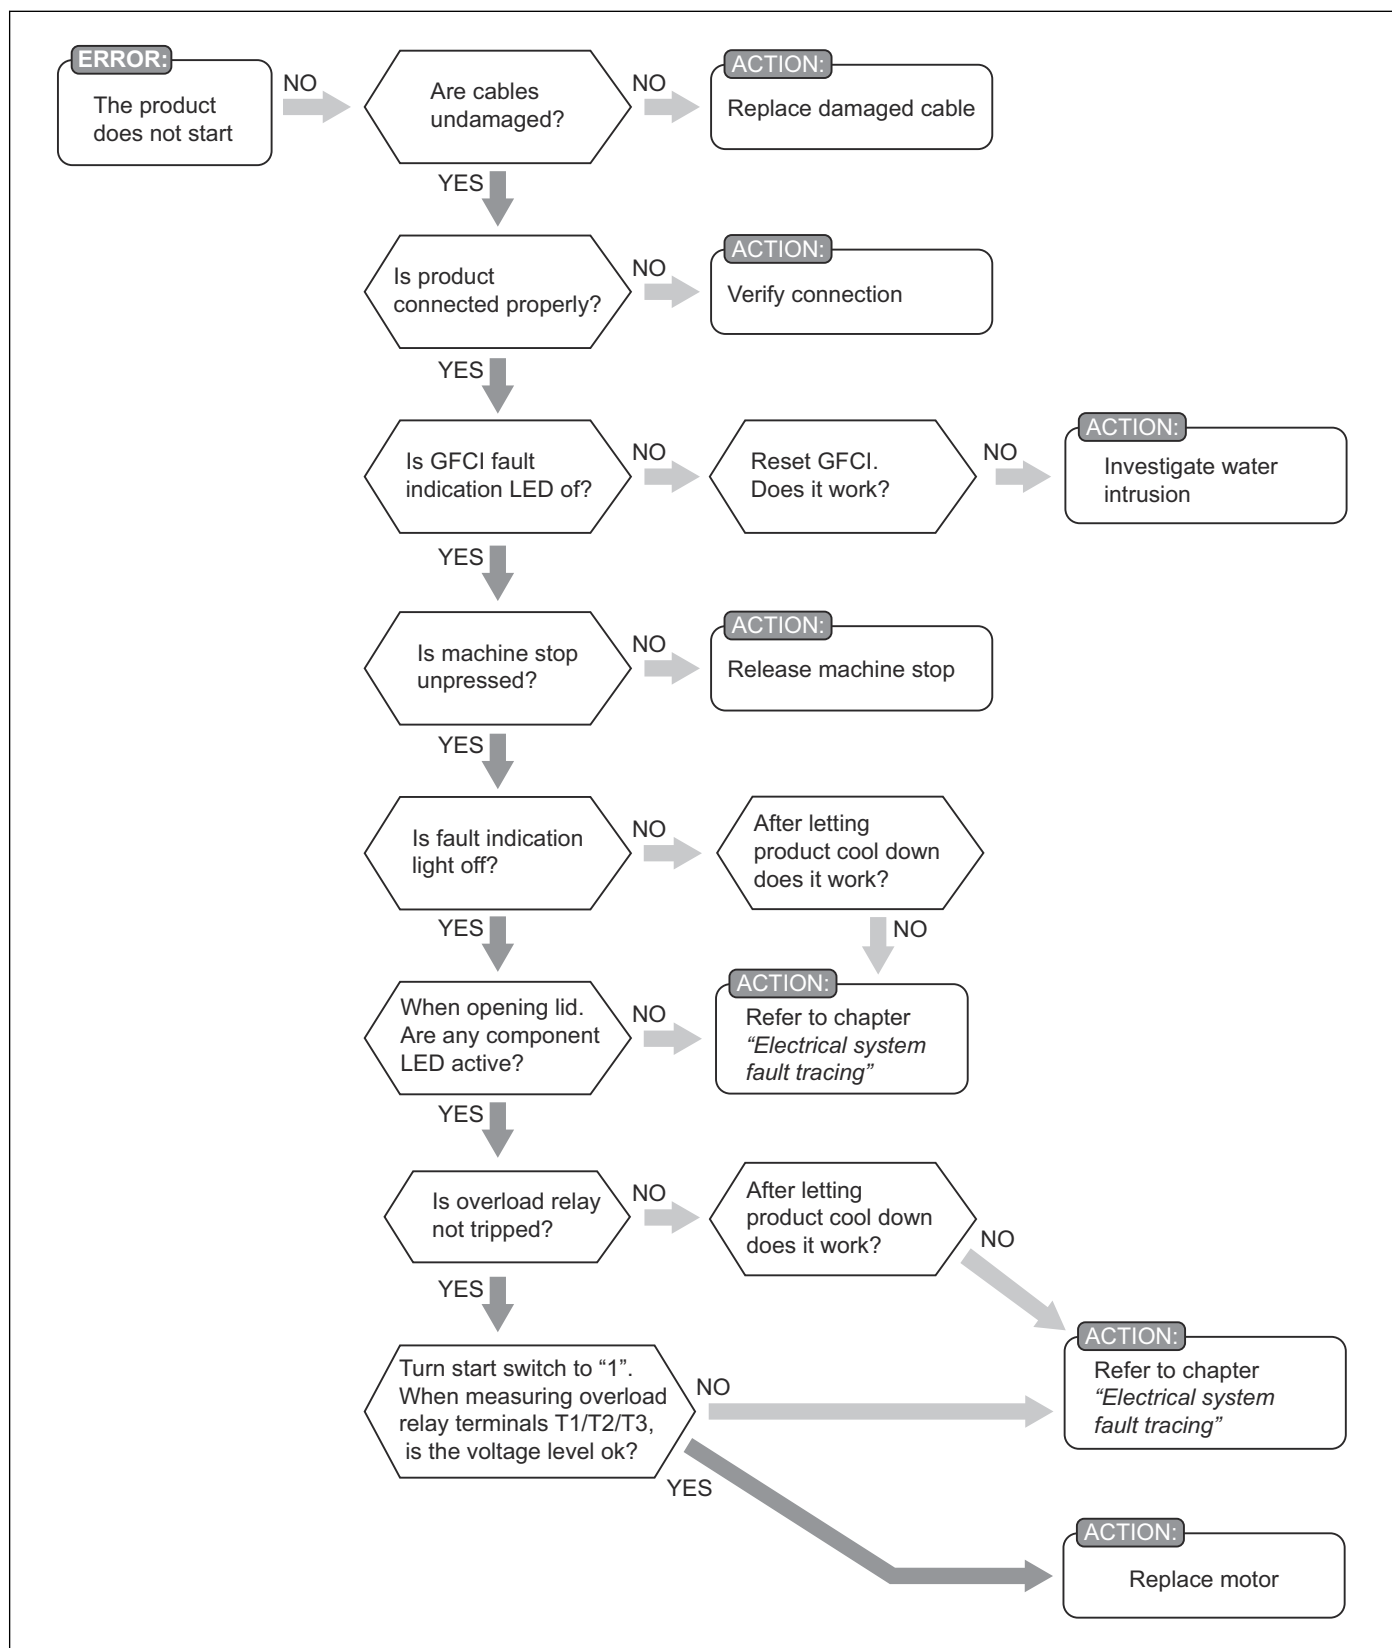 ERROR:
The product
does not start
NO
Are cables
undamaged?
NO
ACTION:
Replace damaged cable
YES
Is product
connected properly?
NO
ACTION:
Verify connection
YES
Is GFCI fault
indication LED of?
NO
Reset GFCI.
Does it work?
NO
ACTION:
Investigate water
intrusion
YES
Is machine stop
unpressed?
NO
ACTION:
Release machine stop
YES
Is fault indication
light off?
NO
After letting
product cool down
does it work?
NO
YES
When opening lid.
Are any component
LED active?
NO
ACTION:
Refer to chapter
“Electrical system
fault tracing”
YES
Is overload relay
not tripped?
NO
After letting
product cool down
does it work?
NO
YES
Turn start switch to “1”.
When measuring overload
relay terminals T1/T2/T3,
is the voltage level ok?
NO
ACTION:
Refer to chapter
“Electrical system
fault tracing”
YES
ACTION:
Replace motor